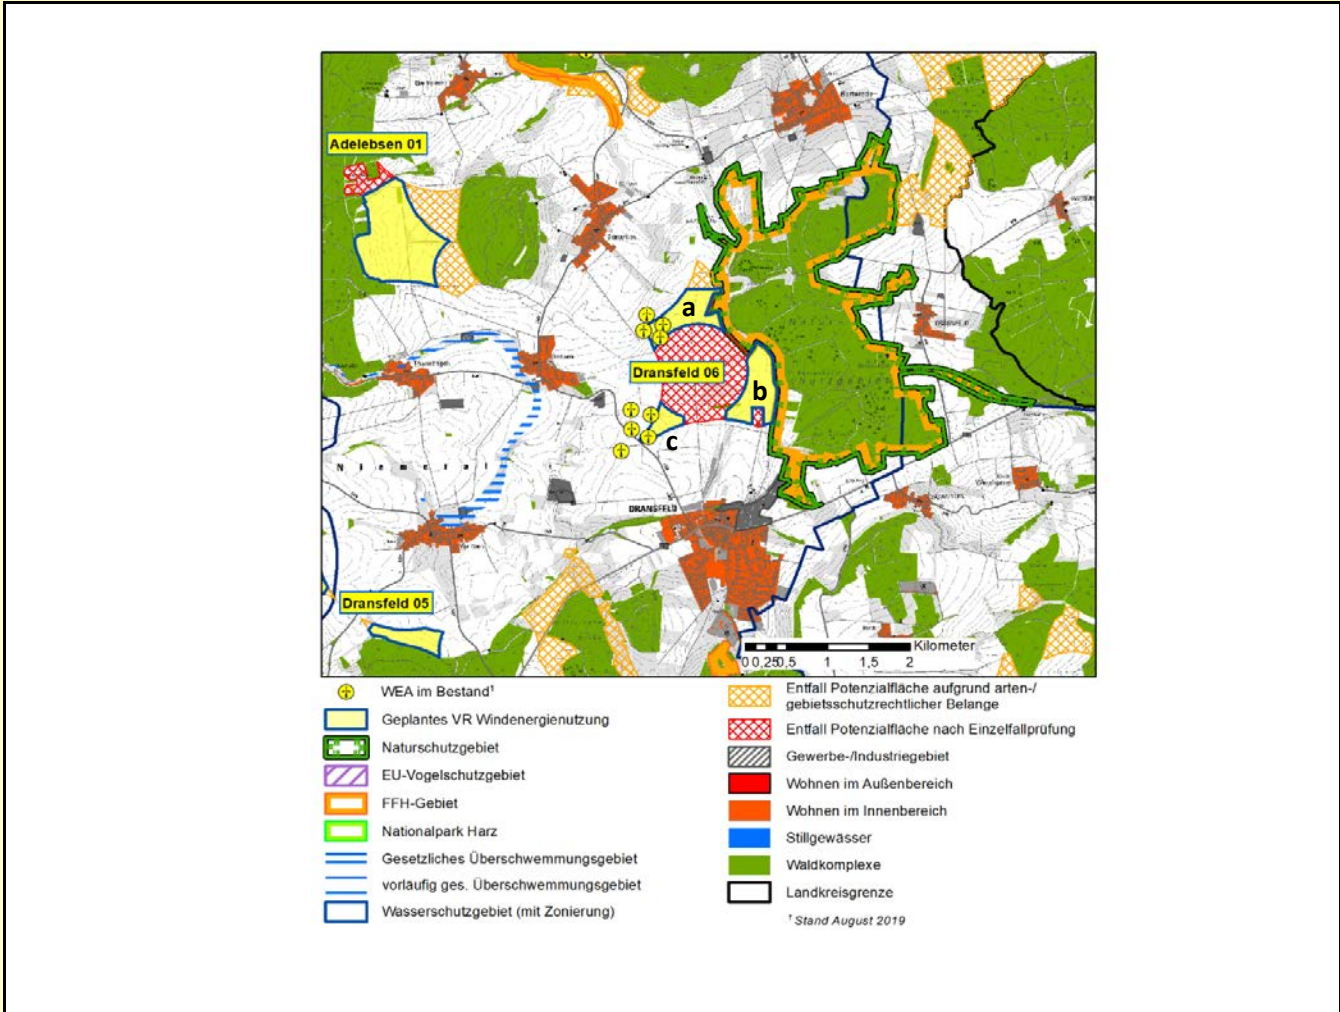 Adelebsen 01
a
Dransfeld 06
b
c
DRANSFELD
Dransfeld 05
Kilometer
0 0,25 0,5 1 1,5 2
WEA im Bestand¹
Geplantes VR Windenergienutzung
Naturschutzgebiet
EU-Vogelschutzgebiet
FFH-Gebiet
Nationalpark Harz
Gesetzliches Überschwemmungsgebiet
vorläufig ges. Überschwemmungsgebiet
Wasserschutzgebiet (mit Zonierung)
Entfall Potenzialfläche aufgrund arten-/
gebietsschutzrechtlicher Belange
Entfall Potenzialfläche nach Einzelfallprüfung
Gewerbe-/Industriegebiet
Wohnen im Außenbereich
Wohnen im Innenbereich
Stillgewässer
Waldkomplexe
Landkreisgrenze
¹ Stand August 2019